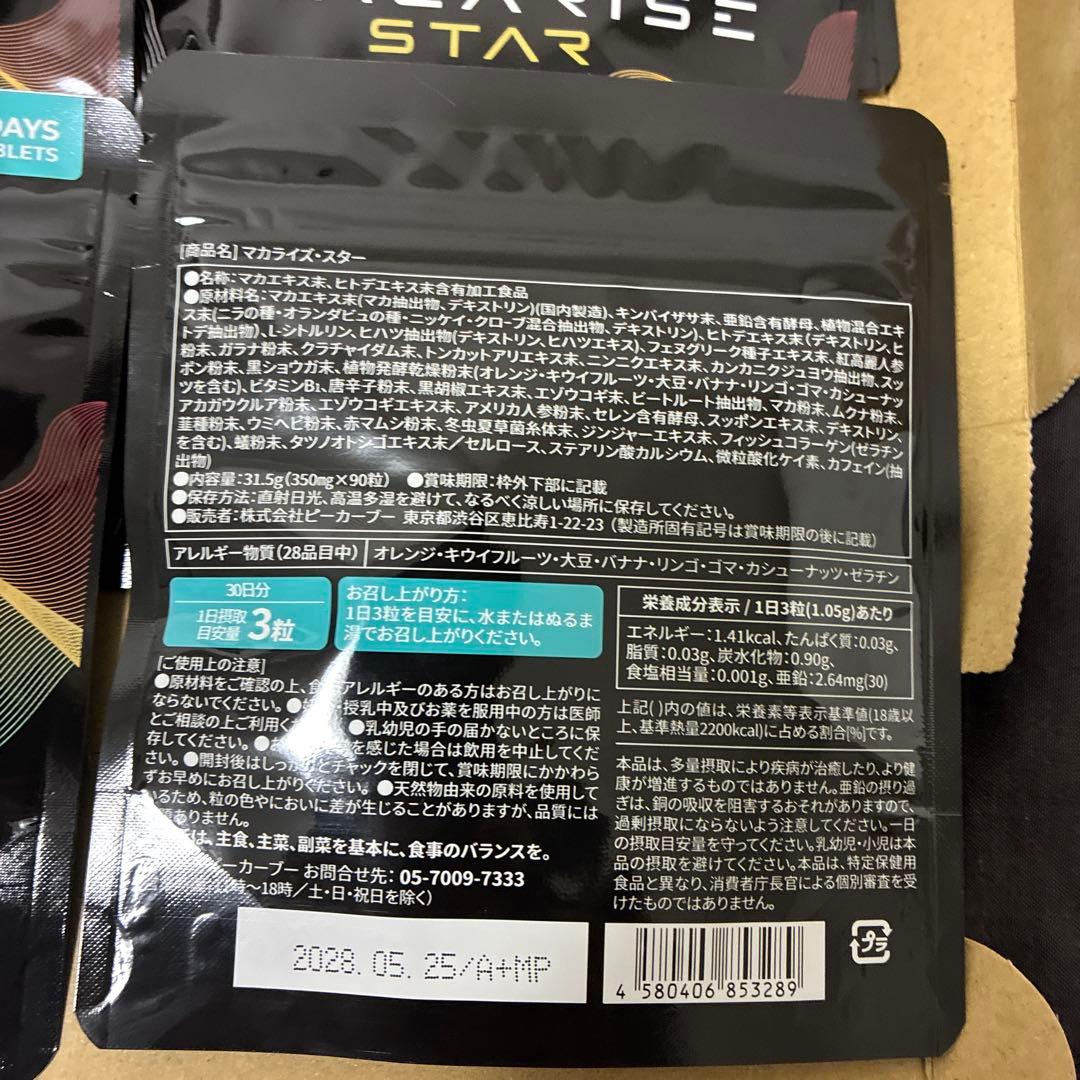 STAR
DAYS
[商品名]マカライズ・スター
●名称:マカエキス末、ヒトデエキス末含有加工食品
●原材料名:マカエキス末(マカ抽出物、デキストリン)(国内製造)、キンバイザサ末、亜鉛含有酵母、植物混合エキ
ス末(ニラの種・オランダビュの種・ニッケイ・クローブ混合抽出物、デキストリン)、ヒトデエキス末(デキストリン、ヒ
トデ抽出物)、L-シトルリン、ヒハツ抽出物(デキストリン、ヒハツエキス)、フェヌグリーク種子エキス末、紅高麗人参
粉末、ガラナ粉末、クラチャイダム末、トンカットアリエキス末、ニンニクエキス末、カンカニクジュヨウ抽出物、スッ
ポン粉末、黒ショウガ末、植物発酵乾燥粉末(オレンジ・キウイフルーツ・大豆・バナナ・リンゴ・ゴマ・カシューナッ
ツを含む)、ビタミンB₁、唐辛子粉末、黒胡椒エキス末、エゾウコギ末、ビートルート抽出物、マカ粉末、ムクナ粉末、
アカガウクルア粉末、エゾウコギエキス末、アメリカ人参粉末、セレン含有酵母、スッポンエキス末、デキストリン、
韮種粉末、ウミヘビ粉末、赤マムシ粉末、冬虫夏草菌糸体末、ジンジャーエキス末、フィッシュコラーゲン(ゼラチン
を含む)、蟻粉末、タツノオトシゴエキス末/セルロース、ステアリン酸カルシウム、微粒酸化ケイ素、カフェイン(抽
出物)
●内容量:31.5g(350mg×90粒) ●賞味期限:枠外下部に記載
●保存方法:直射日光、高温多湿を避けて、なるべく涼しい場所に保存してください。
●販売者:株式会社ピーカーブー 東京都渋谷区恵比寿1-22-23 (製造所固有記号は賞味期限の後に記載)
アレルギー物質(28品目中) オレンジ・キウイフルーツ・大豆・バナナ・リンゴ・ゴマ・カシューナッツ・ゼラチン
30日分
1日摂取
目安量 3粒
お召し上がり方:
1日3粒を目安に、水またはぬるま
湯でお召し上がりください。
[ご使用上の注意]
●原材料をご確認の上、食 アレルギーのある方はお召し上がりに
ならないでください。 ・授乳中及びお薬を服用中の方は医師
とご相談の上ご利用く ●乳幼児の手の届かないところに保
存してください。 を感じた場合は飲用を中止してくだ
さい。●開封後はしっ とチャックを閉じて、賞味期限にかかわら
ずお早めにお召し上がりください。 ●天然物由来の原料を使用して
いるため、粒の色やにおいに差が生じることがありますが、品質には
ありません。
は、主食、主菜、副菜を基本に、食事のバランスを。
ピーカーブー お問合せ先:05-7009-7333
時~18時/土・日・祝日を除く)
栄養成分表示 / 1日3粒(1.05g)あたり
エネルギー:1.41kcal、たんぱく質:0.03g、
脂質:0.03g、炭水化物:0.90g、
食塩相当量:0.001g、亜鉛:2.64mg(30)
上記( )内の値は、栄養素等表示基準値(18歳以
上、基準熱量2200kcal)に占める割合[%]です。
本品は、多量摂取により疾病が治癒したり、より健
康が増進するものではありません。亜鉛の摂り過
ぎは、銅の吸収を阻害するおそれがありますので、
過剰摂取にならないよう注意してください。一日
の摂取目安量を守ってください。乳幼児・小児は本
品の摂取を避けてください。本品は、特定保健用
食品と異なり、消費者庁長官による個別審査を受
けたものではありません。
2028.05.25/A+MP
4 580406 853289
プラ